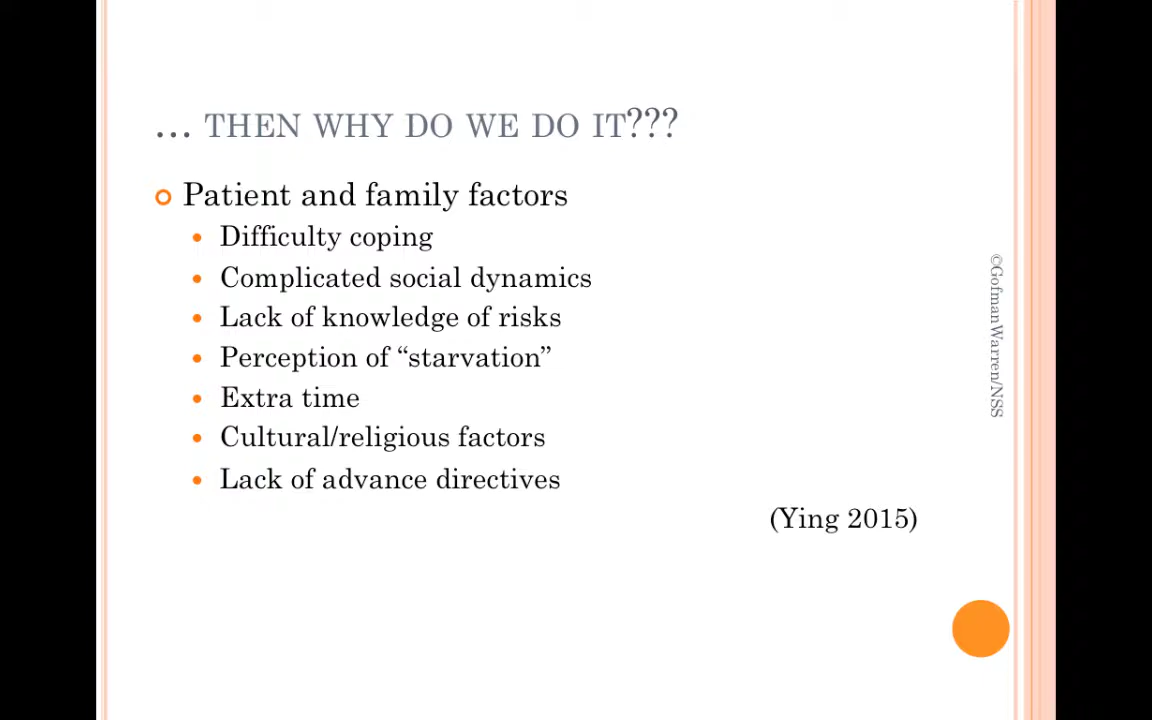 ... THEN WHY DO WE DO IT???
Patient and family factors
Difficulty coping
Complicated social dynamics
Lack of knowledge of risks
Perception of “starvation”
Extra time
Cultural/religious factors
Lack of advance directives
(Ying 2015)
©GofmanWarren/NSS